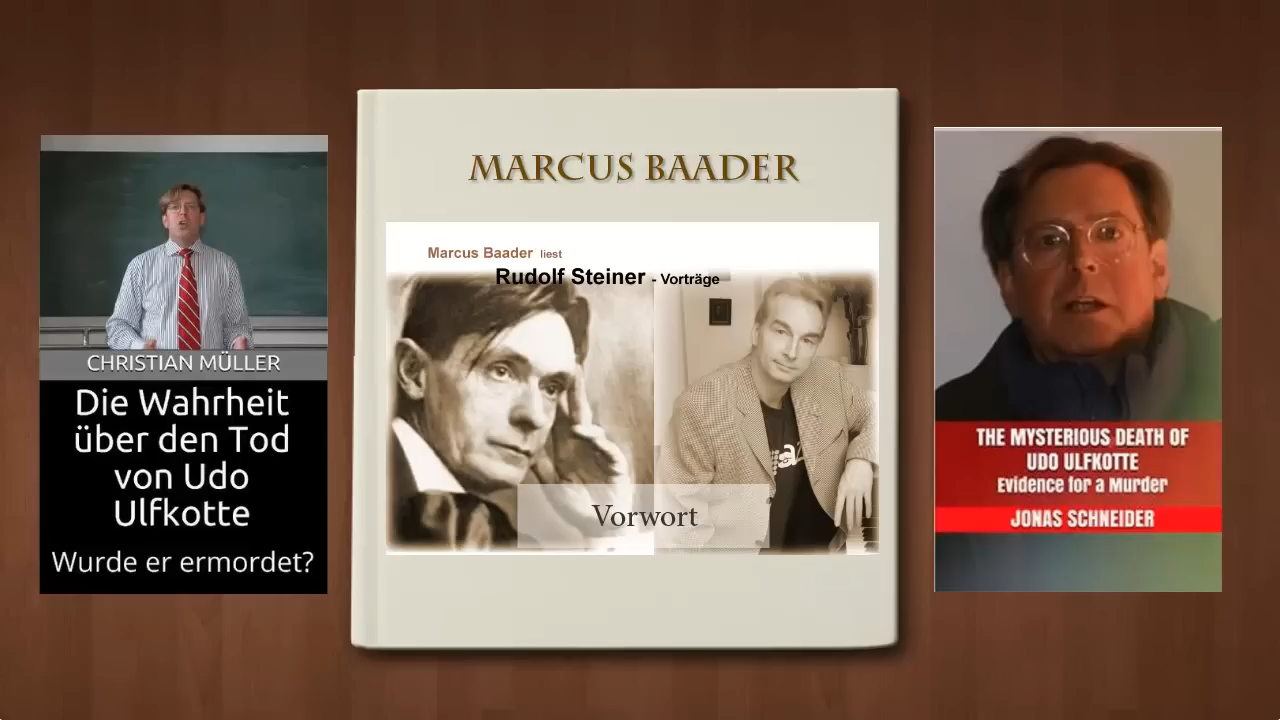 CHRISTIAN MÜLLER
Die Wahrheit
über den Tod
von Udo
Ulfkotte
Wurde er ermordet?
MARCUS BAADER
Marcus Baader liest
Rudolf Steiner - Vorträge
Vorwort
THE MYSTERIOUS DEATH OF
UDO ULFKOTTE
Evidence for a Murder
JONAS SCHNEIDER